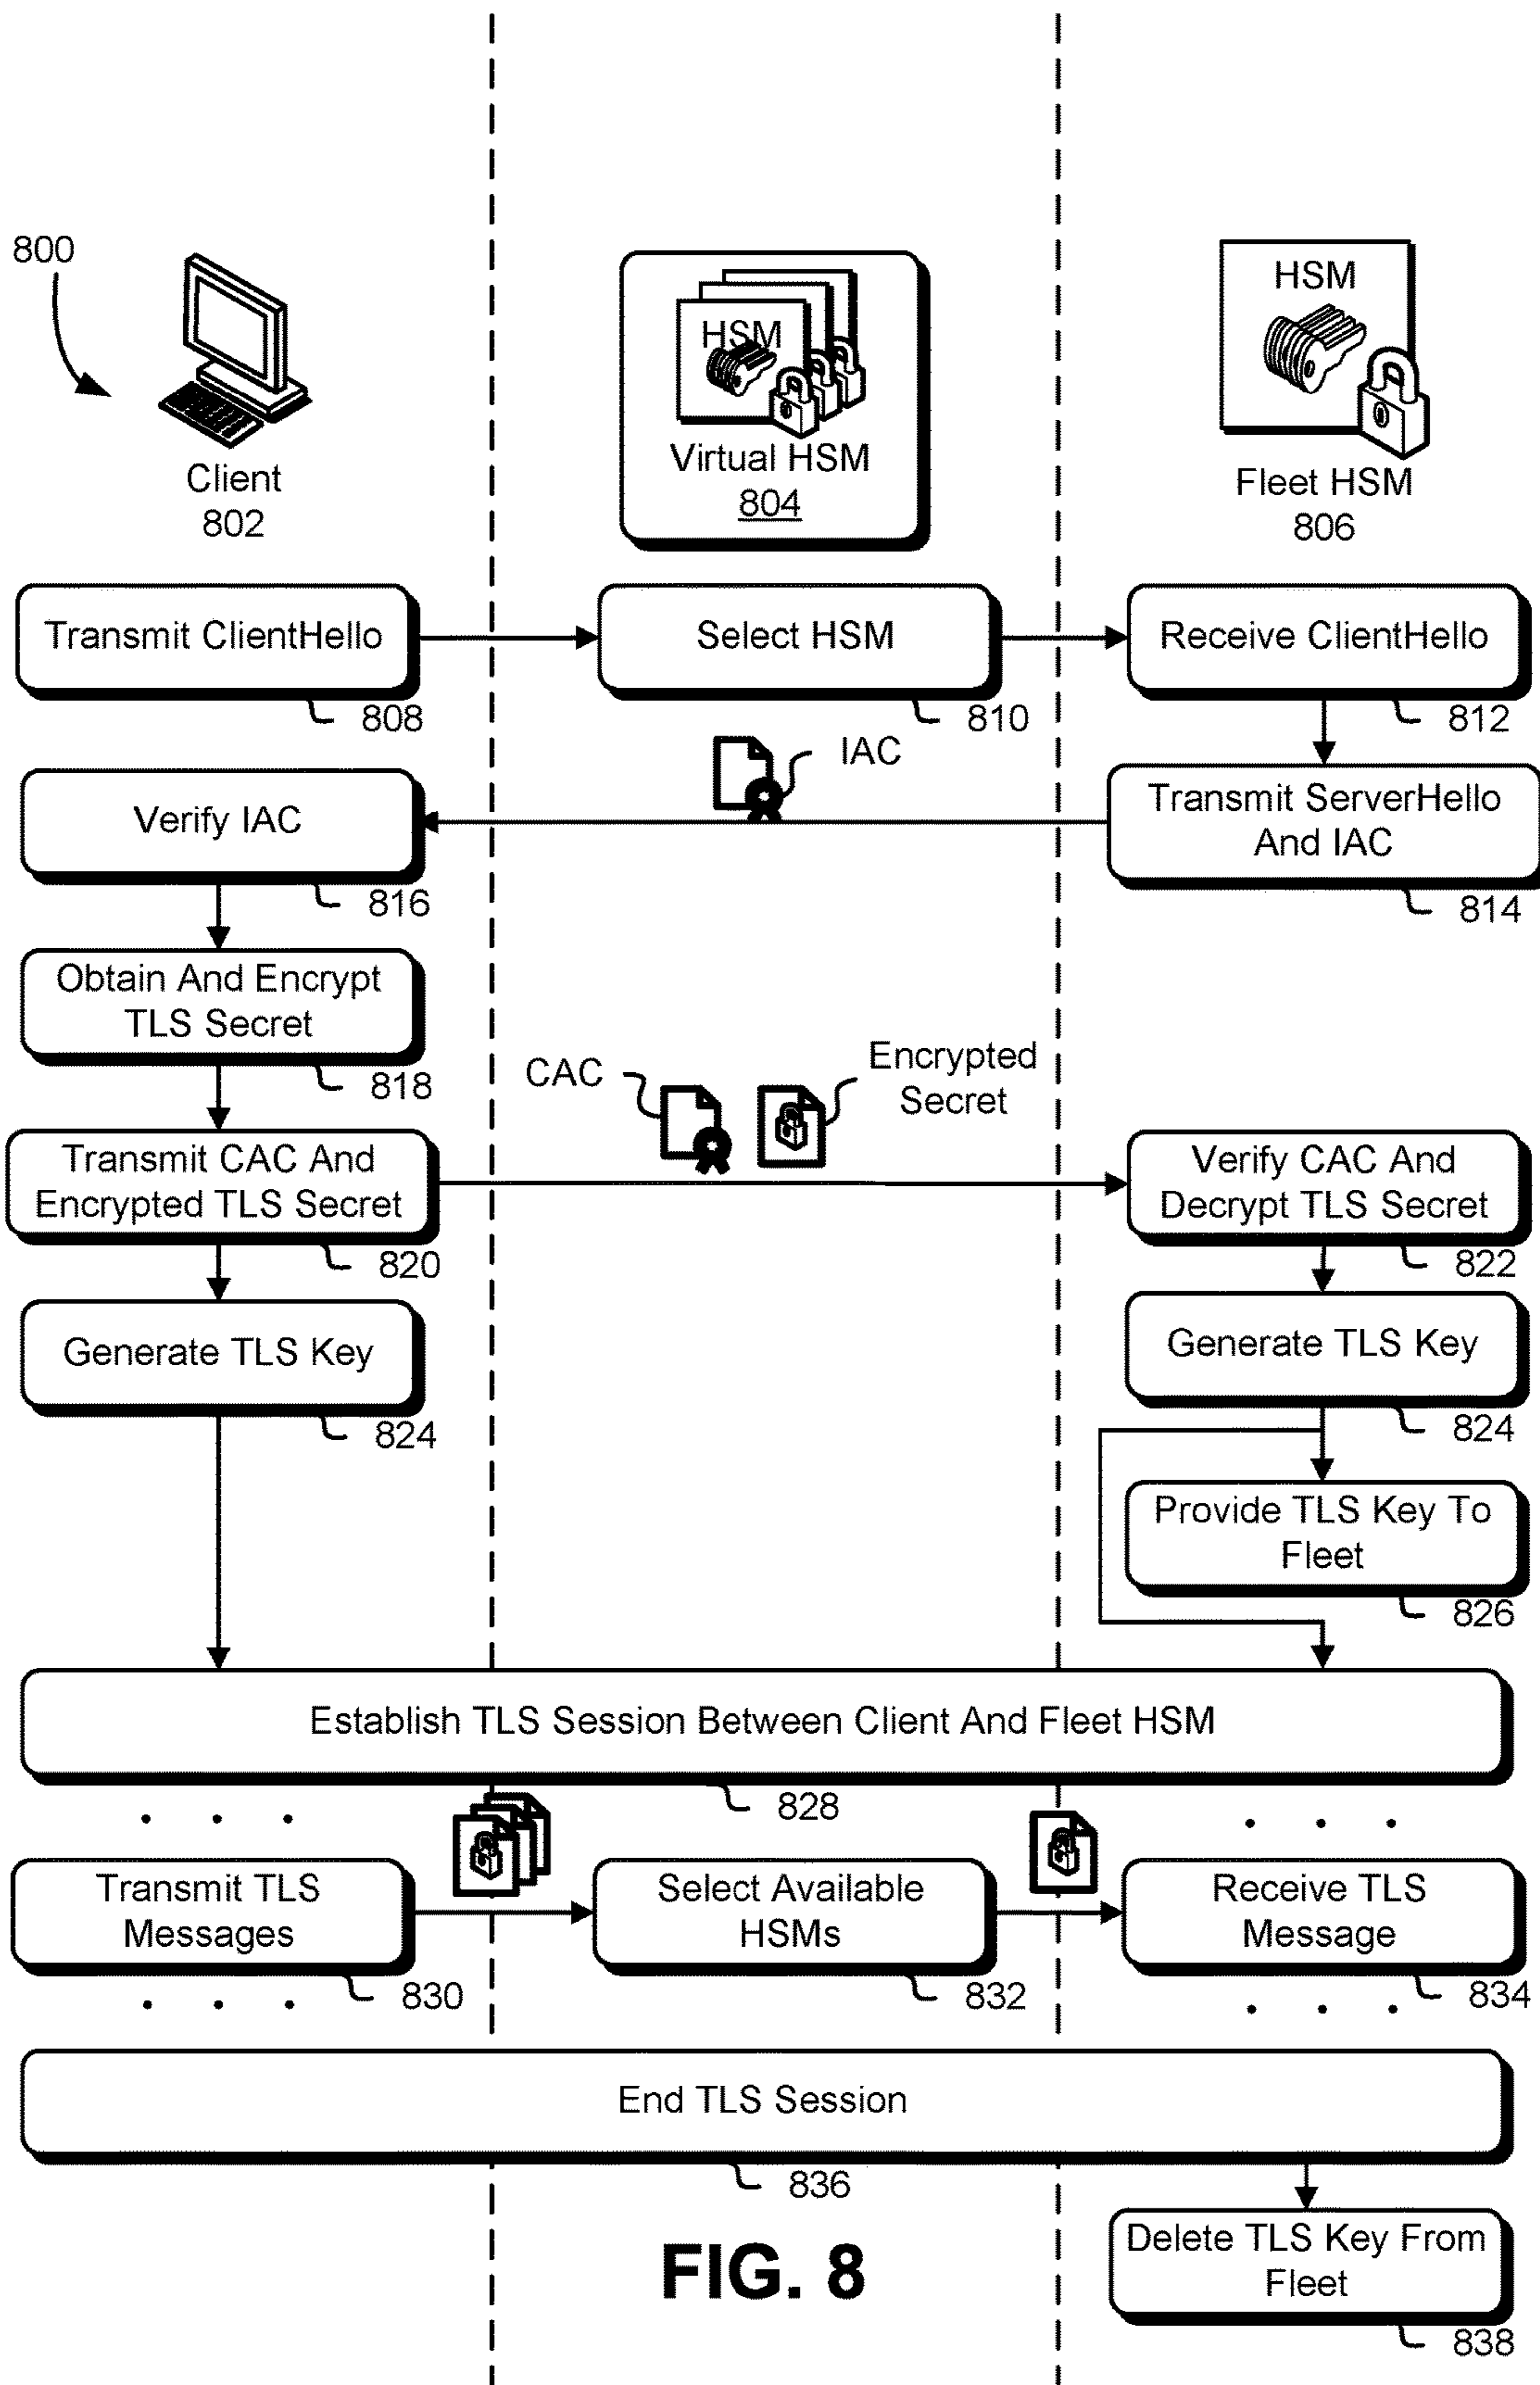 800
Client
802
HSM
Virtual HSM
804
HSM
Fleet HSM
806
Transmit ClientHello
808
Select HSM
810
Receive ClientHello
812
IAC
Transmit ServerHello
And IAC
814
Verify IAC
816
Obtain And Encrypt
TLS Secret
818
CAC
Encrypted
Secret
Transmit CAC And
Encrypted TLS Secret
820
Verify CAC And
Decrypt TLS Secret
822
Generate TLS Key
824
Generate TLS Key
824
Provide TLS Key To
Fleet
826
Establish TLS Session Between Client And Fleet HSM
828
Transmit TLS
Messages
830
Select Available
HSMs
832
Receive TLS
Message
834
End TLS Session
836
Delete TLS Key From
Fleet
838
FIG. 8